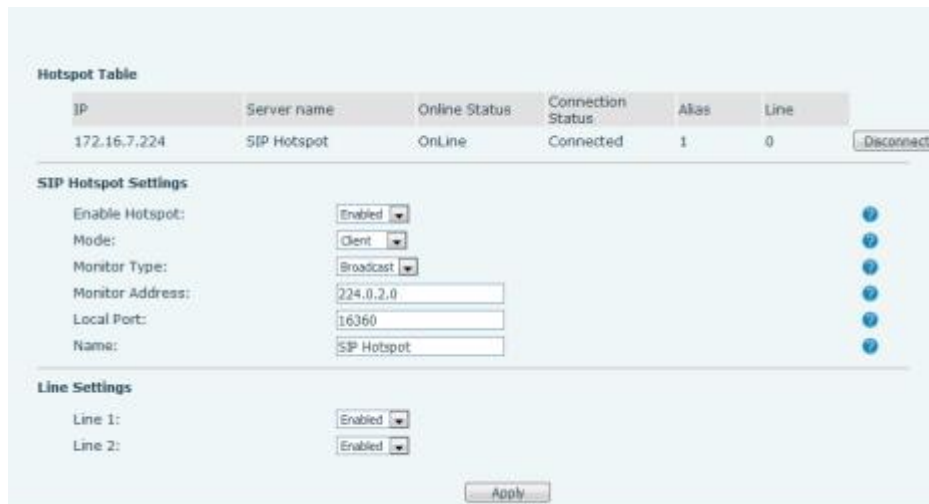 Hotspot Table
IP Server name Online Status Connection Status Alias Line
172.16.7.224 SIP Hotspot OnLine Connected 1 0 Disconnect
SIP Hotspot Settings
Enable Hotspot: Enabled
Mode: Client
Monitor Type: Broadcast
Monitor Address: 224.0.2.0
Local Port: 16360
Name: SIP Hotspot
Line Settings
Line 1: Enabled
Line 2: Enabled
Apply